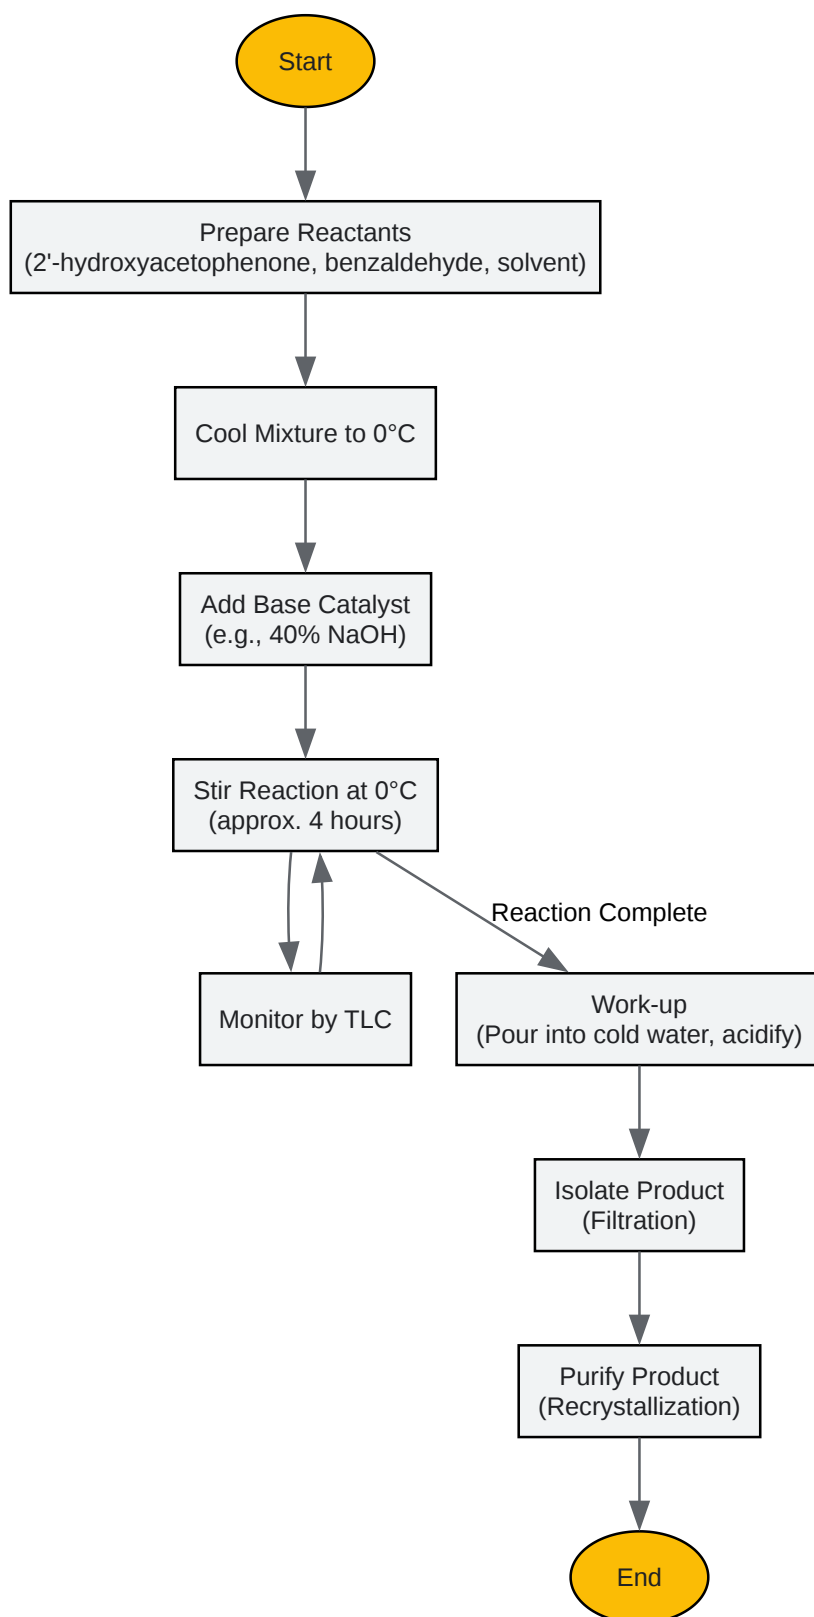 Start
Prepare Reactants
(2'-hydroxyacetophenone, benzaldehyde, solvent)
Cool Mixture to 0°C
Add Base Catalyst
(e.g., 40% NaOH)
Stir Reaction at 0°C
(approx. 4 hours)
Reaction Complete
Monitor by TLC
Work-up
(Pour into cold water, acidify)
Isolate Product
(Filtration)
Purify Product
(Recrystallization)
End